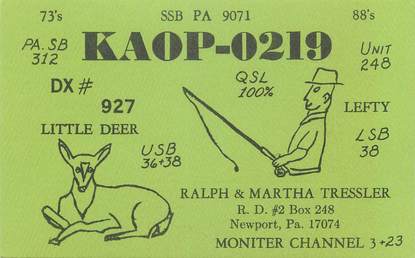 73's SSB PA 9071 88's
PA. SB
312
KAOP-0219
UNIT
248
DX #
927
QSL
100%
LEFTY
LITTLE DEER
USB
36+38
LSB
38
RALPH & MARTHA TRESSLER
R. D. #2 Box 248
Newport, Pa. 17074
MONITER CHANNEL 3 +23